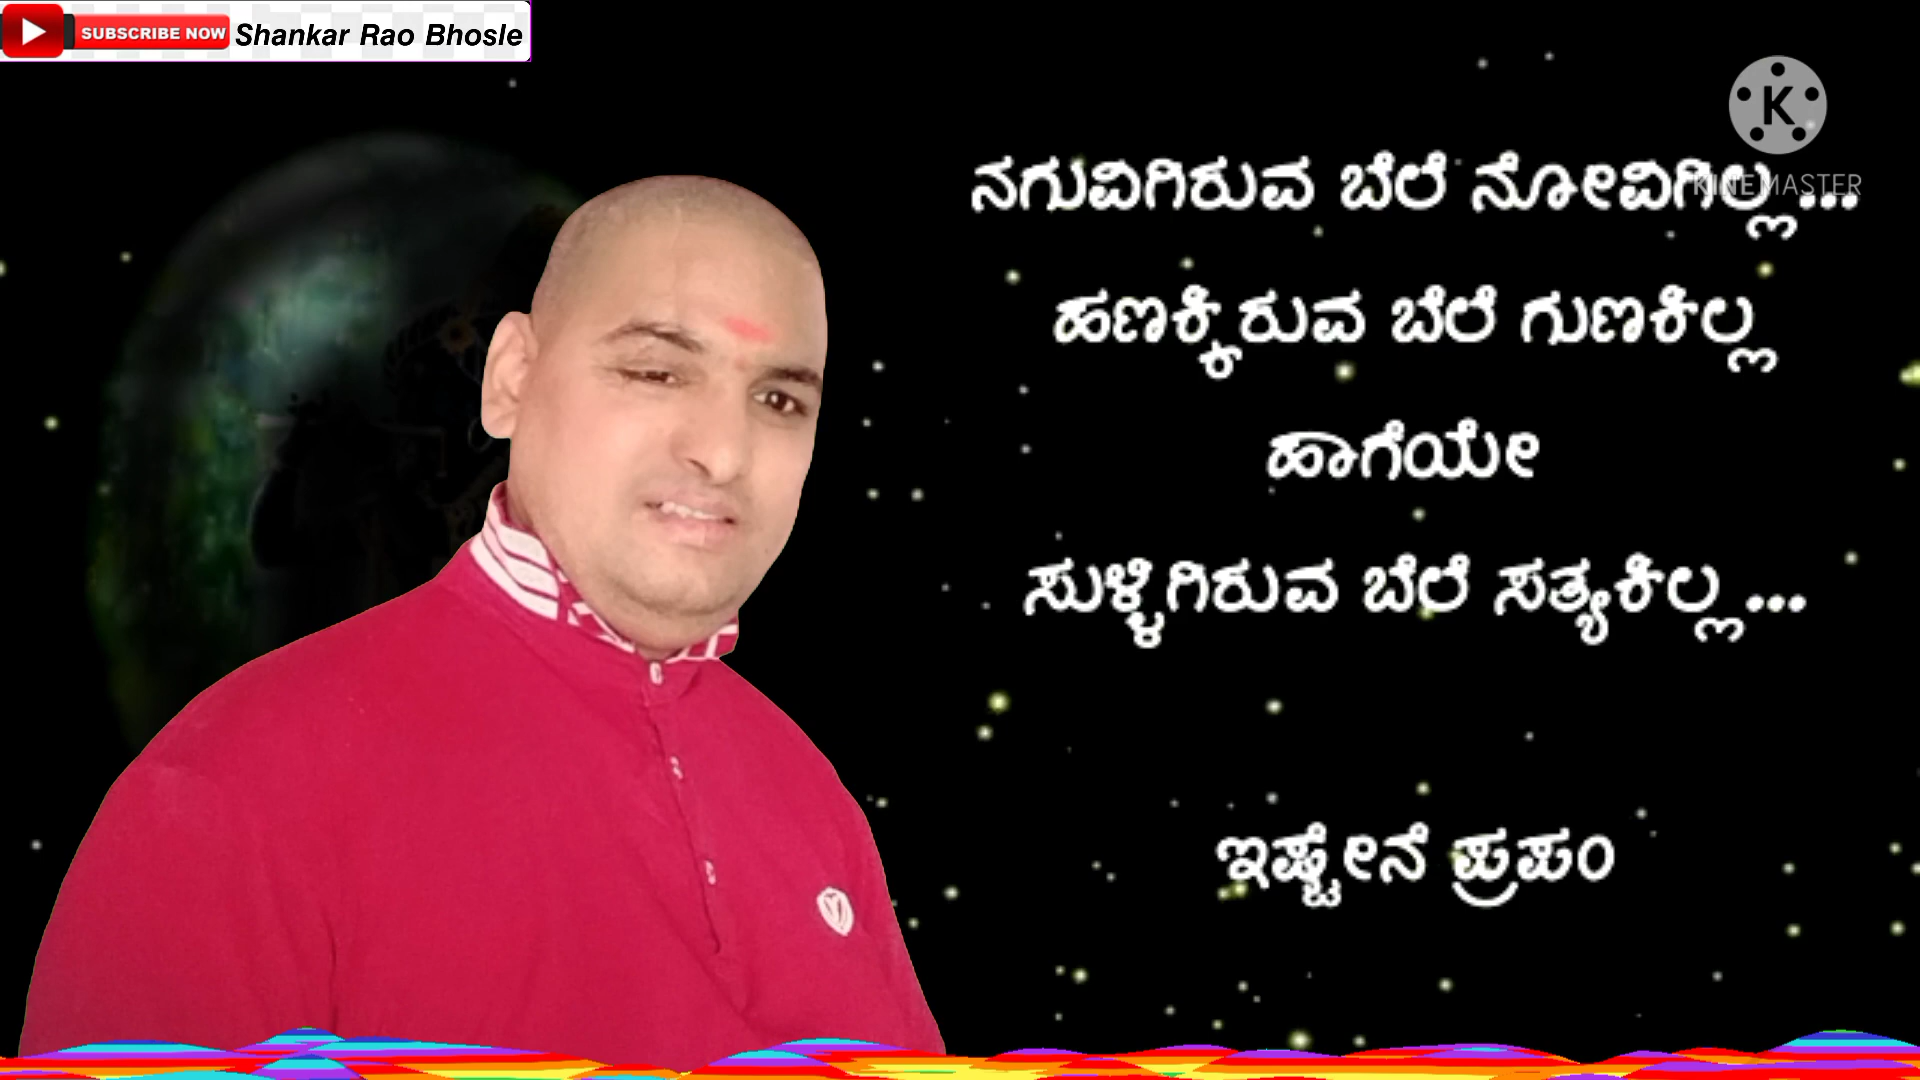 SUBSCRIBE NOW Shankar Rao Bhosle
K
KINEMASTER
ನಗುವಿಗಿರುವ ಬೆಲೆ ನೋವಿಗಿಲ್ಲ...
ಹಣಕ್ಕಿರುವ ಬೆಲೆ ಗುಣಕಿಲ್ಲ
ಹಾಗೆಯೇ
ಸುಳ್ಳಿಗಿರುವ ಬೆಲೆ ಸತ್ಯಕಿಲ್ಲ...
ಇಷ್ಟೇನೆ ಪ್ರಪಂ